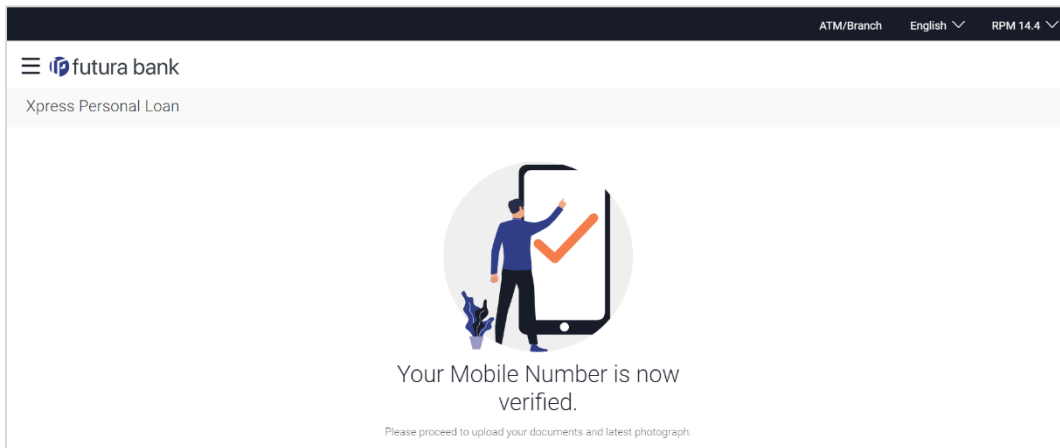 ATM/Branch English RPM 14.4
futura bank
Xpress Personal Loan
Your Mobile Number is now
verified.
Please proceed to upload your documents and latest photograph.